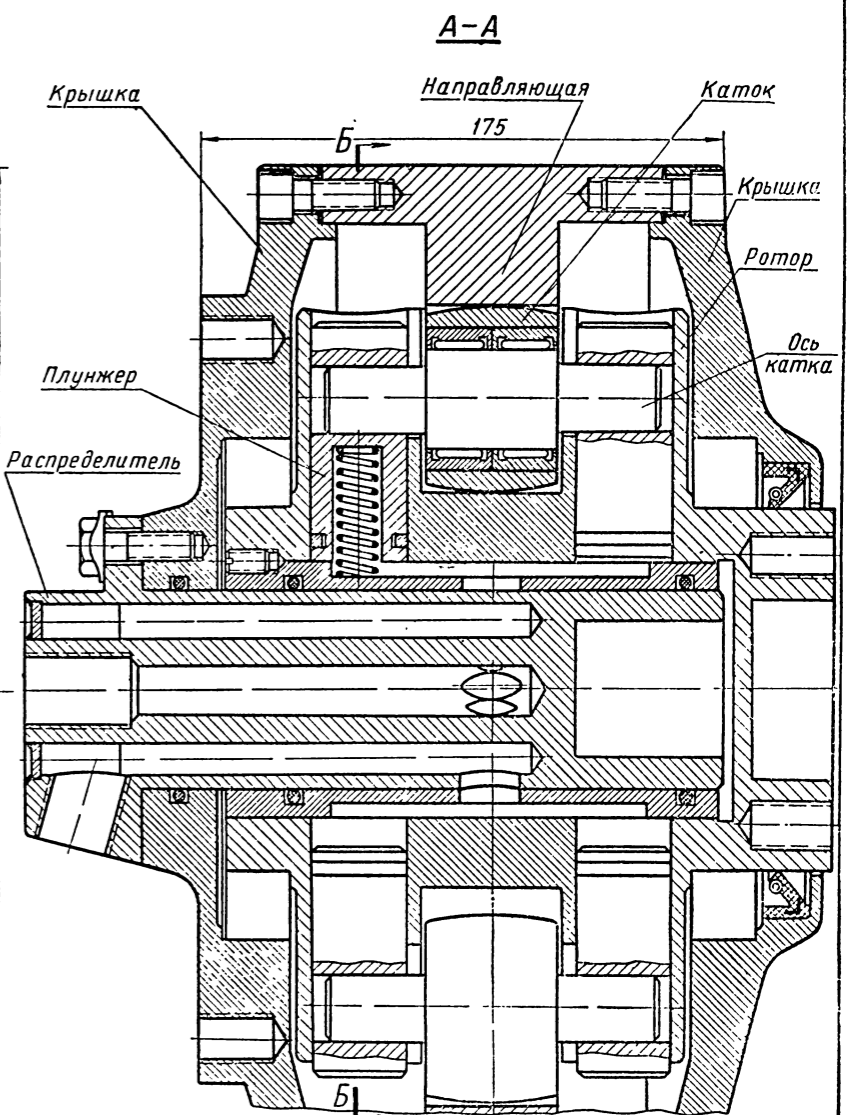 А-А
Крышка
Направляющая
Каток
Б
175
Крышка
Ротор
Ось
катка
Плунжер
Распределитель
Б